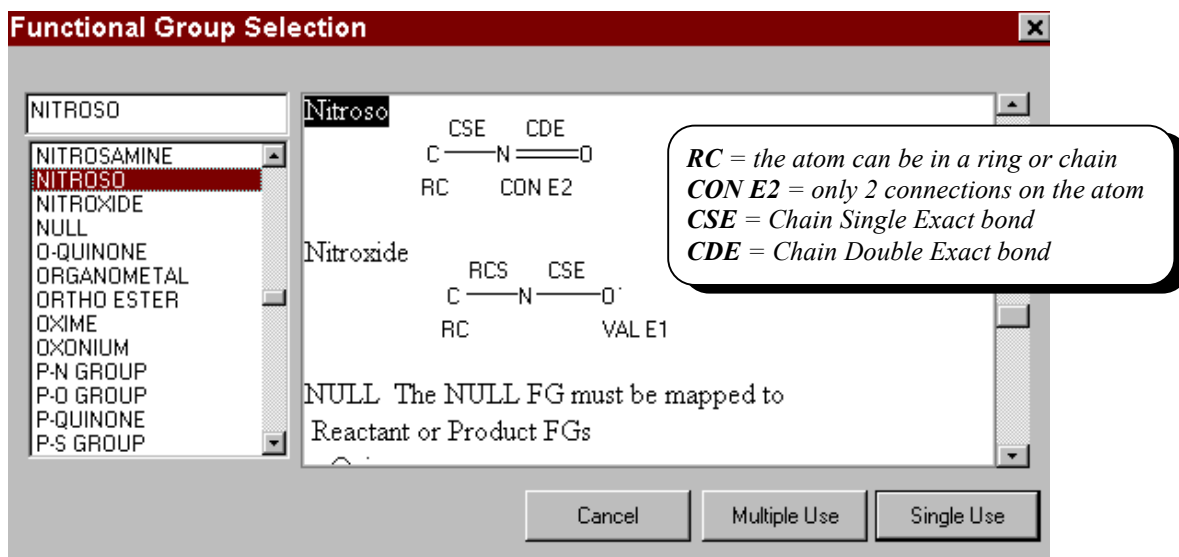 Functional Group Selection
NITROSO
NITROSAMINE
NITROSO
NITROXIDE
NULL
O-QUINONE
ORGANOMETAL
ORTHO ESTER
OXIME
OXONIUM
P-N GROUP
P-O GROUP
P-QUINONE
P-S GROUP
Nitroso
CSE CDE
C N O
RC CON E2
Nitroxide
RCS CSE
C N O·
RC VAL E1
NULL The NULL FG must be mapped to
Reactant or Product FGs
RC = the atom can be in a ring or chain
CON E2 = only 2 connections on the atom
CSE = Chain Single Exact bond
CDE = Chain Double Exact bond
Cancel Multiple Use Single Use